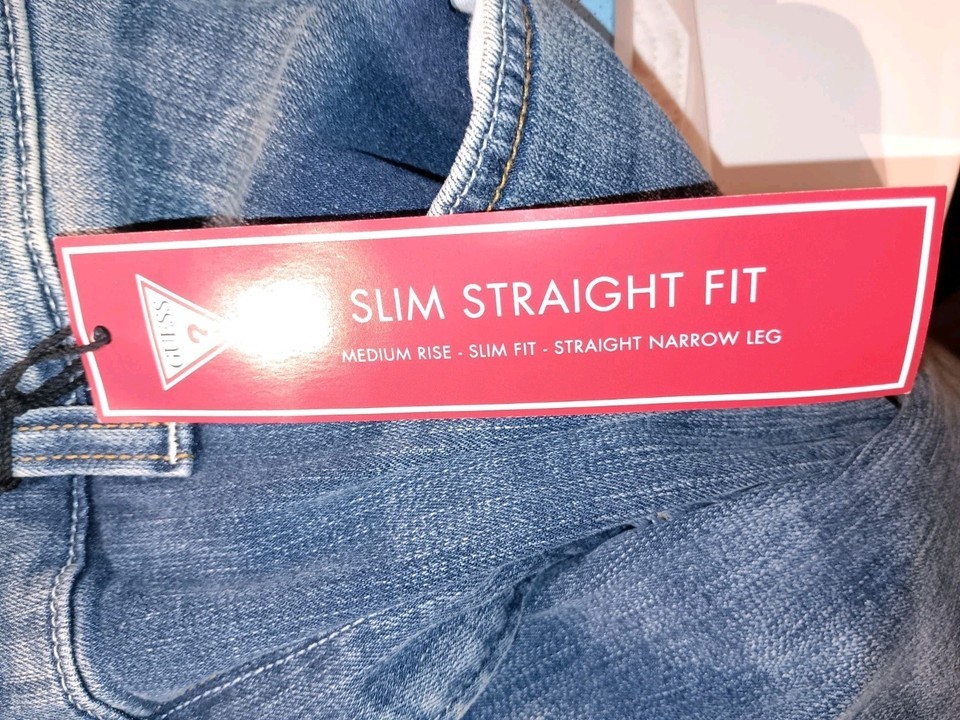 GUESS
?
SLIM STRAIGHT FIT
MEDIUM RISE - SLIM FIT - STRAIGHT NARROW LEG